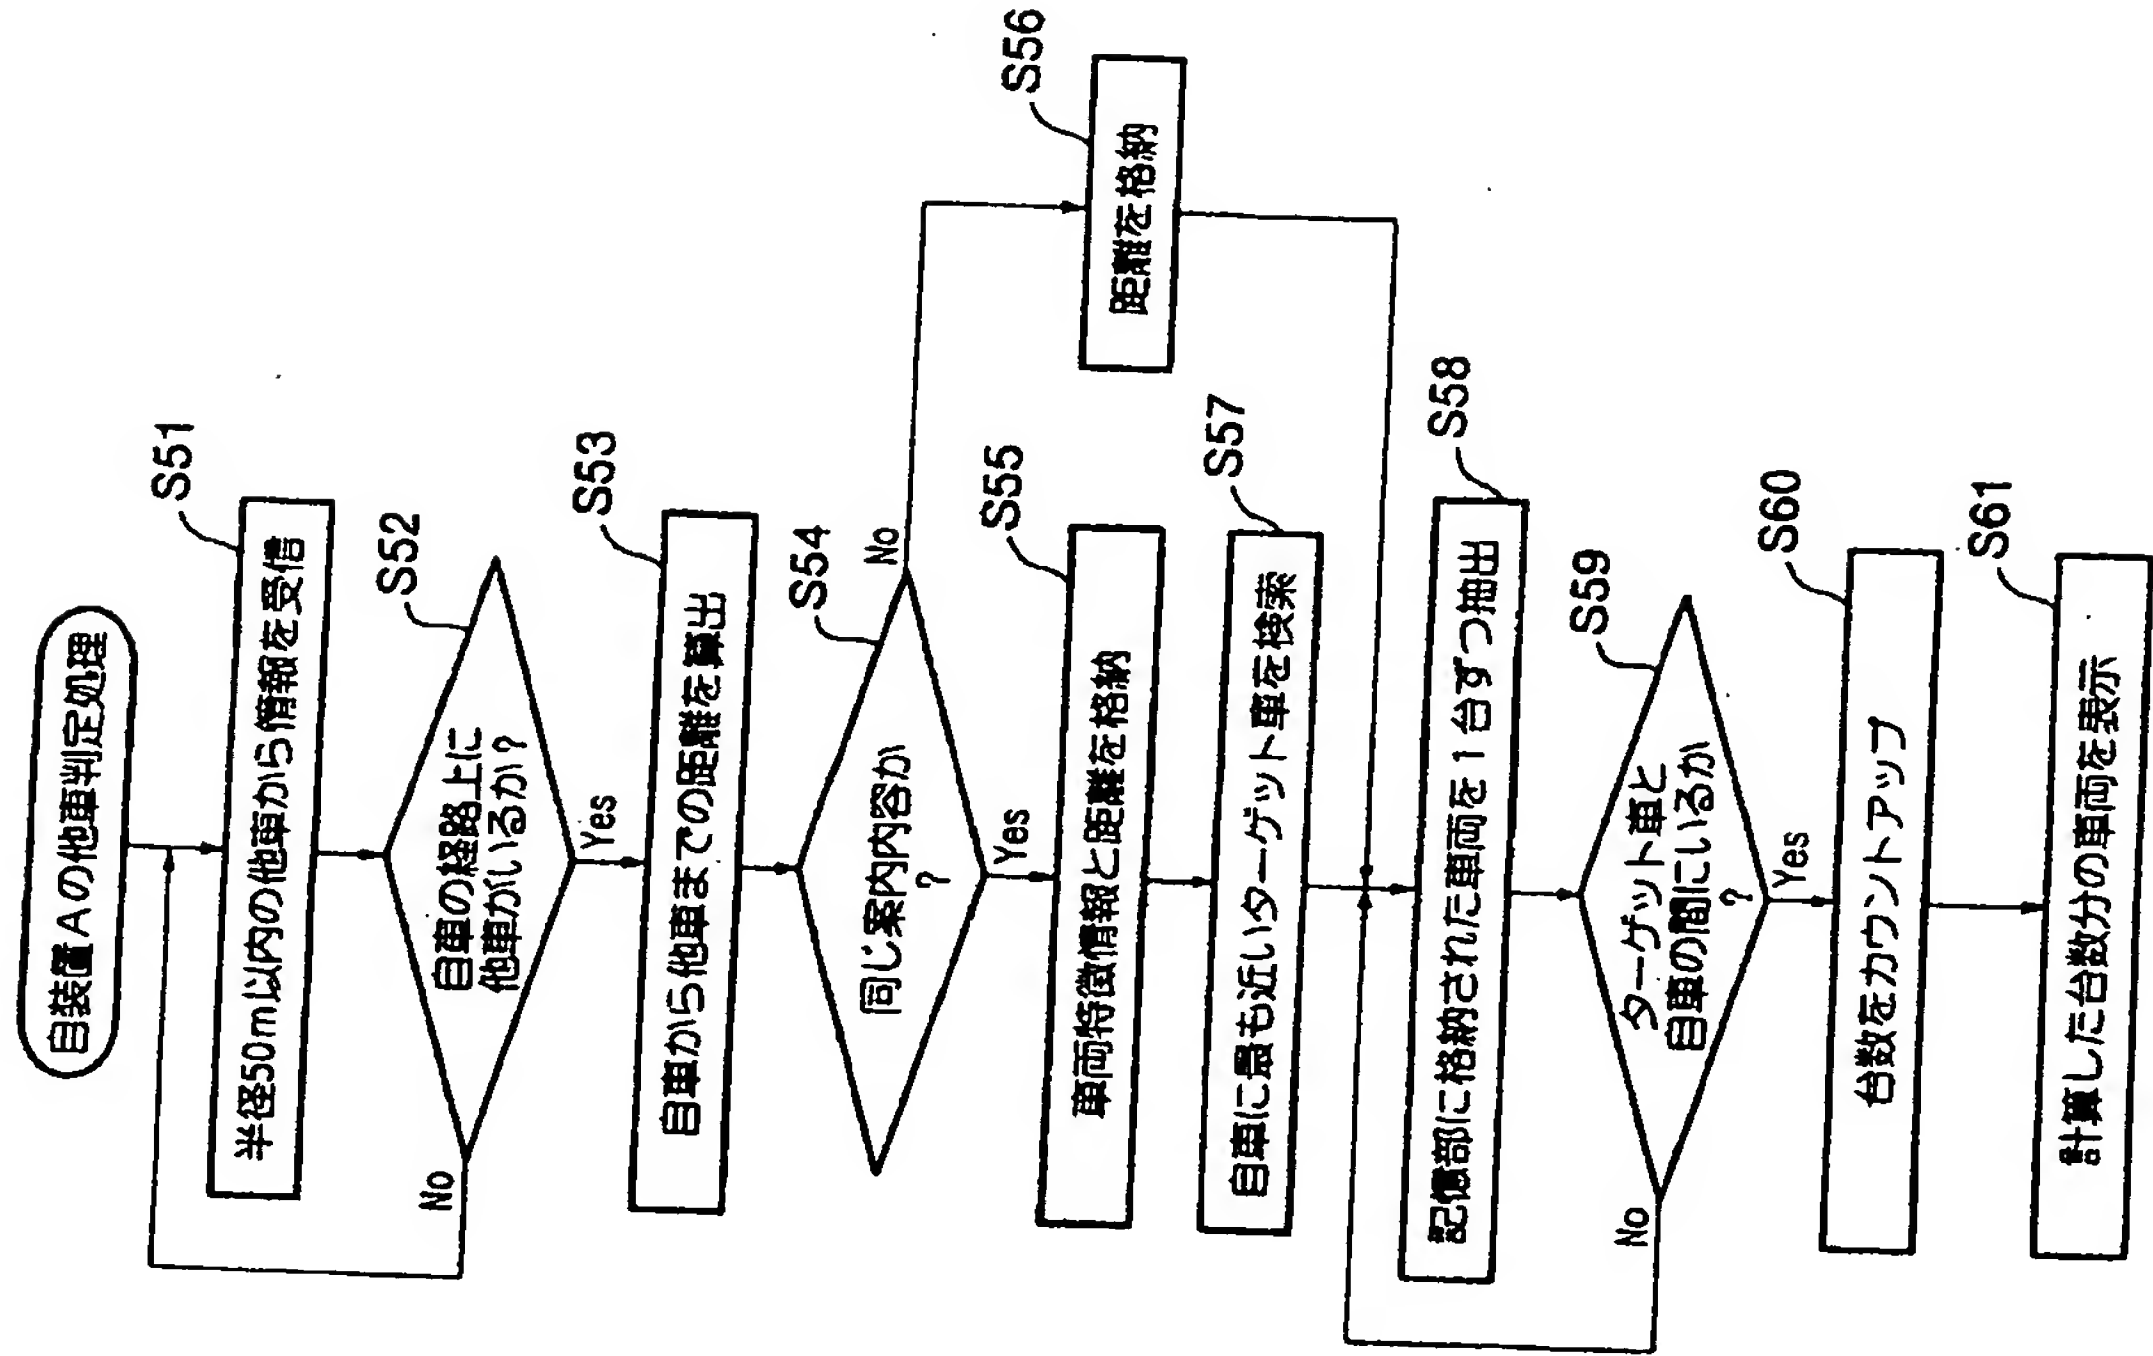 自装置Aの他車判定処理
S51
半径50m以内の他車から情報を受信
S52
自車の経路上に
他車がいるか?
No
Yes
S53
自車から他車までの距離を算出
S54
同じ案内内容か
?
No
Yes
S55
車両特徴情報と距離を格納
S56
距離を格納
S57
自車に最も近いターゲット車を検索
S58
記憶部に格納された車両を1台ずつ抽出
S59
ターゲット車と
自車の間にいるか
?
No
Yes
S60
台数をカウントアップ
S61
計算した台数分の車両を表示